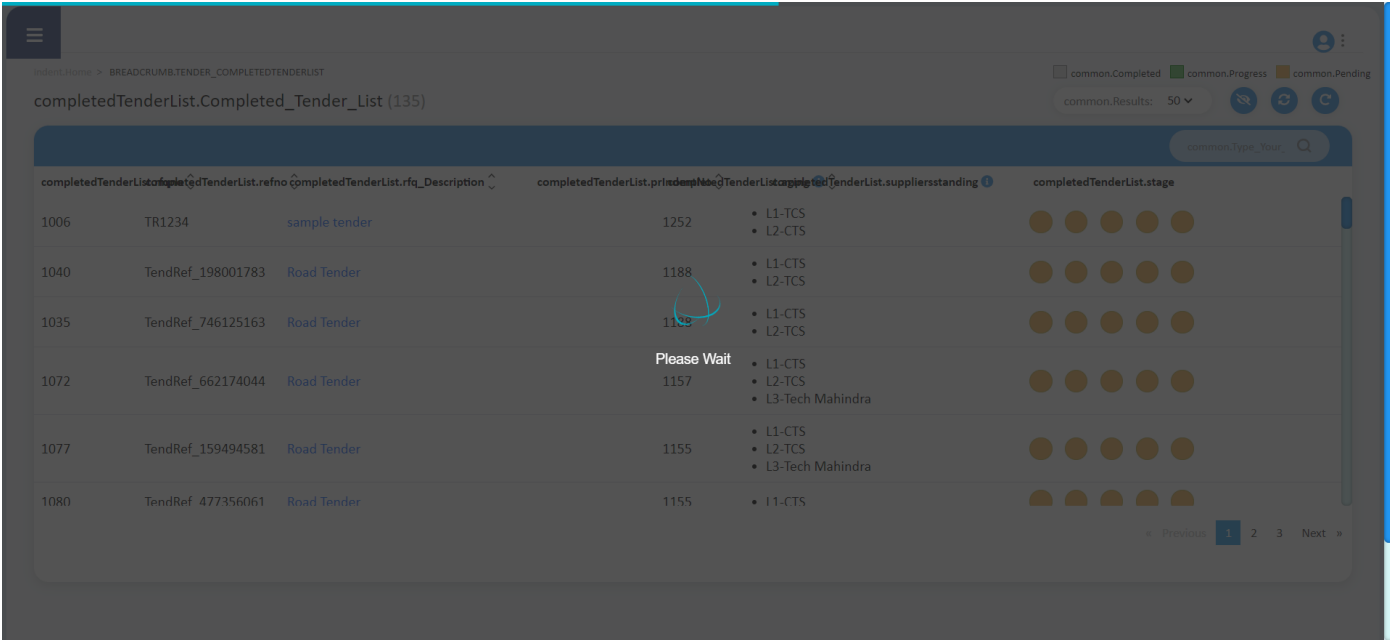 Indent.Home > BREADCRUMB.TENDER_COMPLETEDTENDERLIST
common.Completed common.Progress common.Pending
completedTenderList.Completed_Tender_List (135)
common.Results: 50
common.Type_Your_
completedTenderList.refno completedTenderList.rfq_Description completedTenderList.suppliersstanding completedTenderList.stage
1006 TR1234 sample tender 1252
L1-TCS
L2-CTS
1040 TendRef_198001783 Road Tender 1188
L1-CTS
L2-TCS
1035 TendRef_746125163 Road Tender 1188
L1-CTS
L2-TCS
Please Wait
1072 TendRef_662174044 Road Tender 1157
L1-CTS
L2-TCS
L3-Tech Mahindra
1077 TendRef_159494581 Road Tender 1155
L1-CTS
L2-TCS
L3-Tech Mahindra
1080 TendRef_477356061 Road Tender 1155
L1-CTS
« Previous 1 2 3 Next »